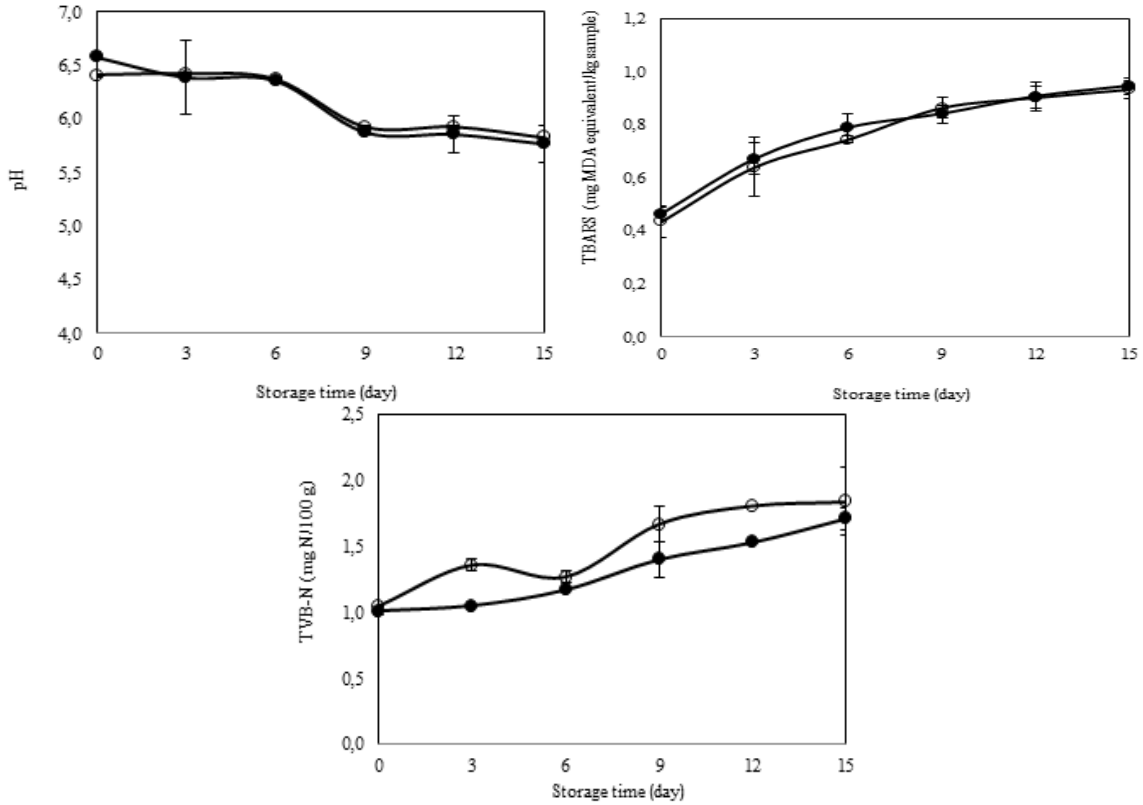 7,0
6,5
6,0
5,5
5,0
4,5
4,0
pH
0 3 6 9 12 15
Storage time (day)
1,2
1,0
0,8
0,6
0,4
0,2
0,0
TBARS (mg MDA equivalent/kg sample)
0 3 6 9 12 15
Storage time (day)
2,5
2,0
1,5
1,0
0,5
0,0
TVB-N (mg N/100 g)
0 3 6 9 12 15
Storage time (day)